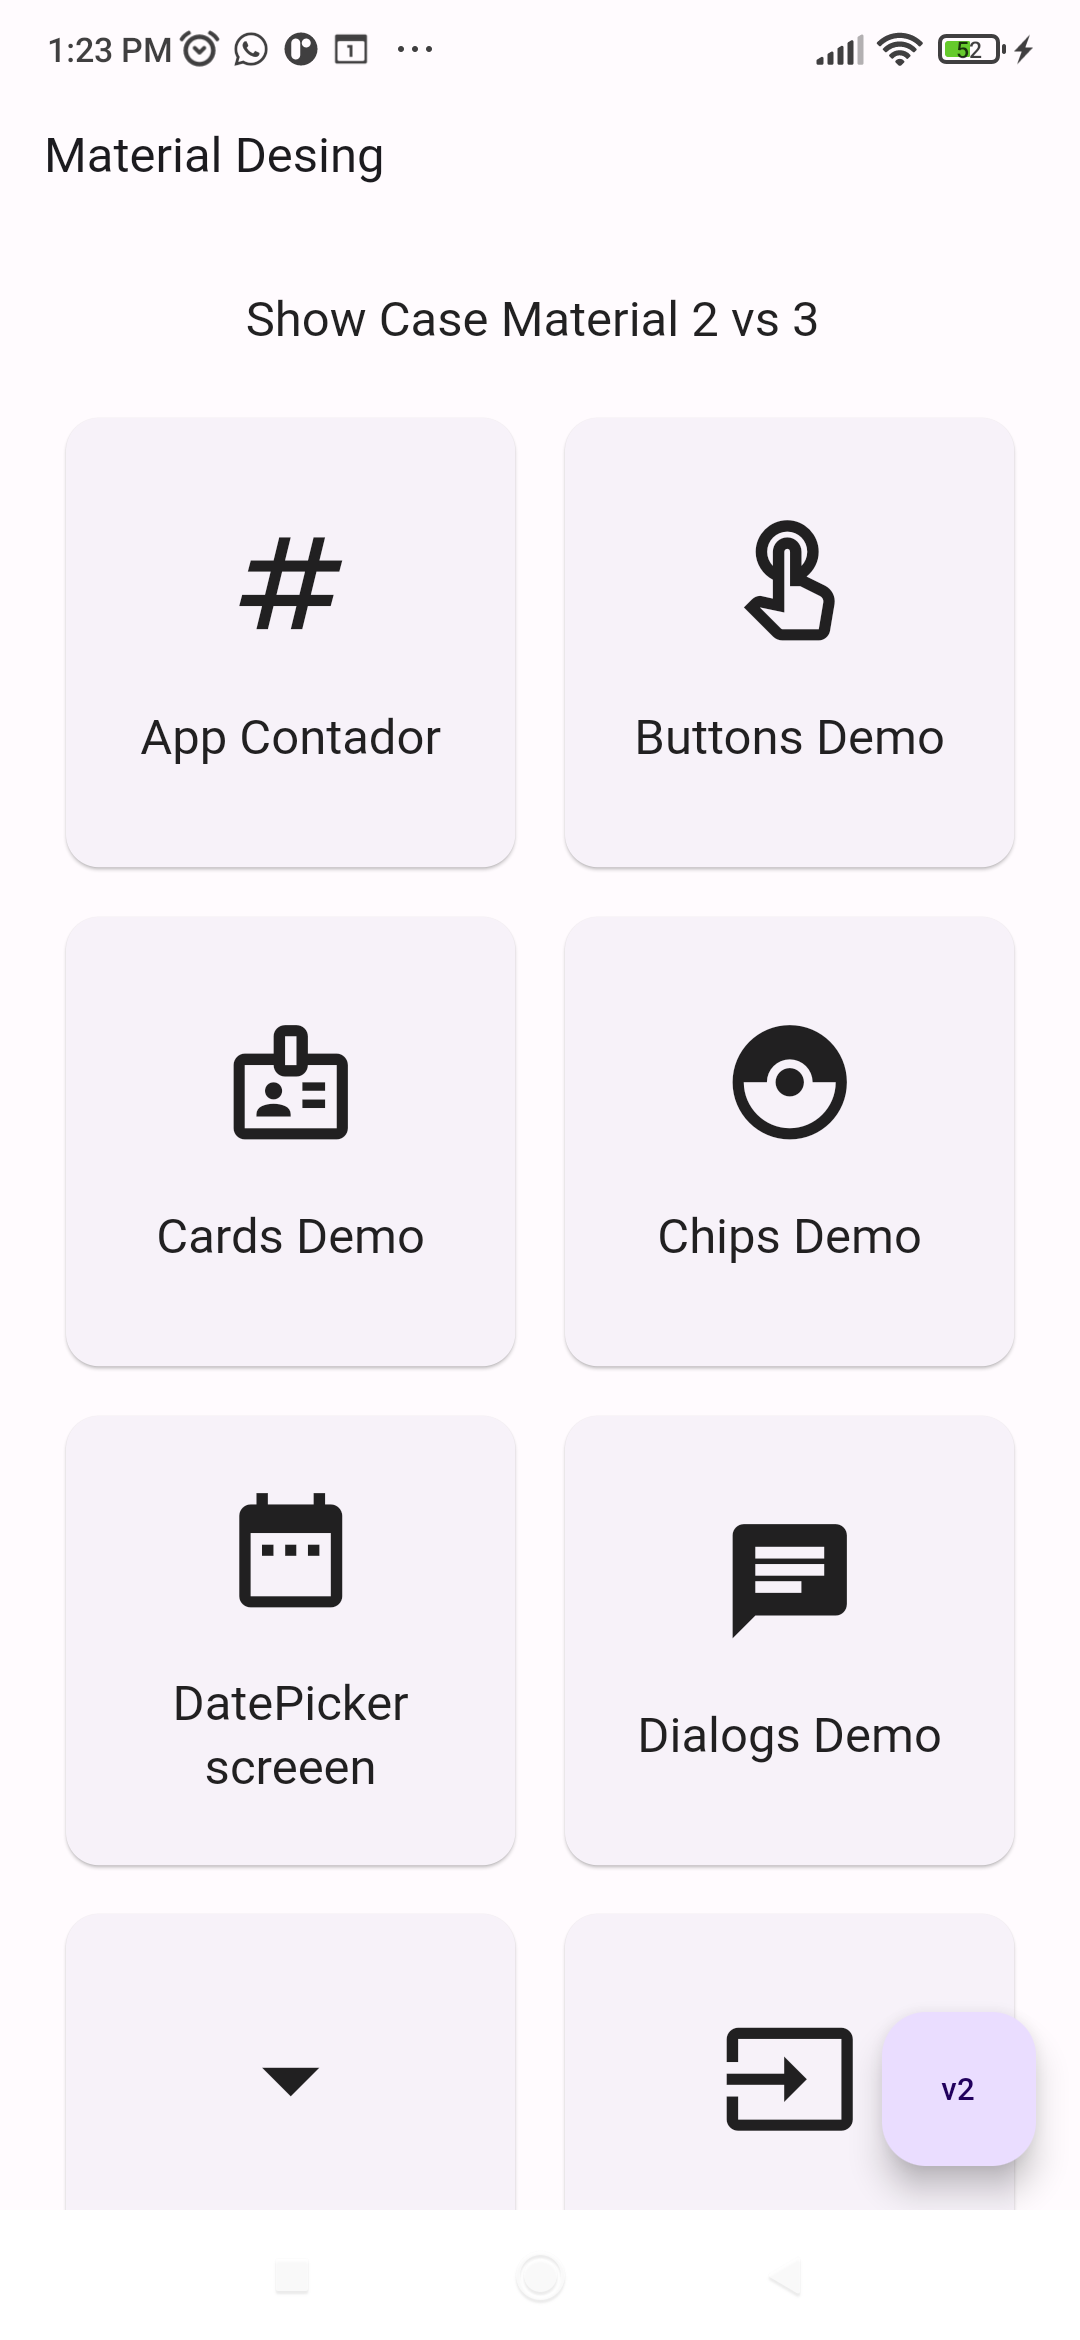 1:23 PM
1
52
Material Desing
Show Case Material 2 vs 3
App Contador
Buttons Demo
Cards Demo
Chips Demo
DatePicker
screeen
Dialogs Demo
v2